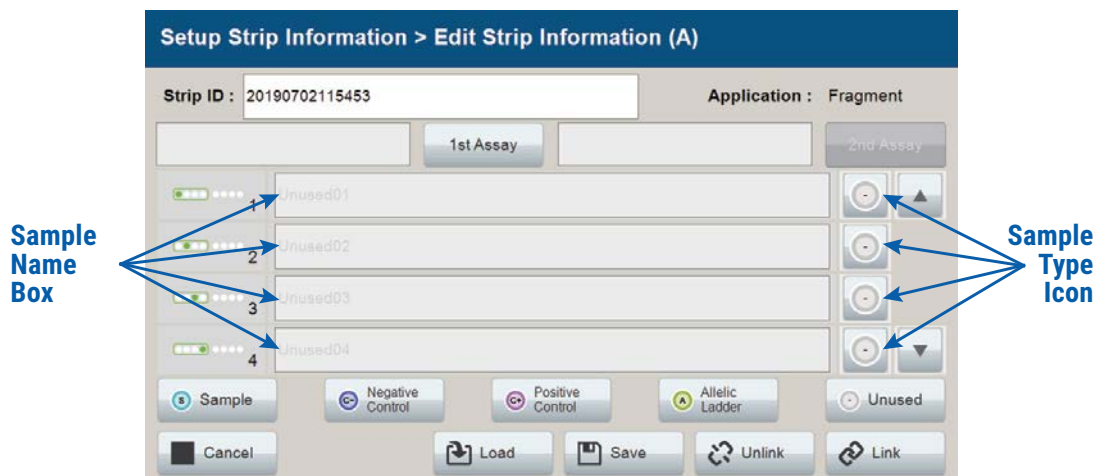 Setup Strip Information > Edit Strip Information (A)
Strip ID : 20190702115453 Application : Fragment
1st Assay 2nd Assay
1 Unused01 -
2 Unused02 -
3 Unused03 -
4 Unused04 -
Sample
Name
Box
Sample
Type
Icon
S Sample C- Negative Control C+ Positive Control A Allelic Ladder - Unused
Cancel Load Save Unlink Link